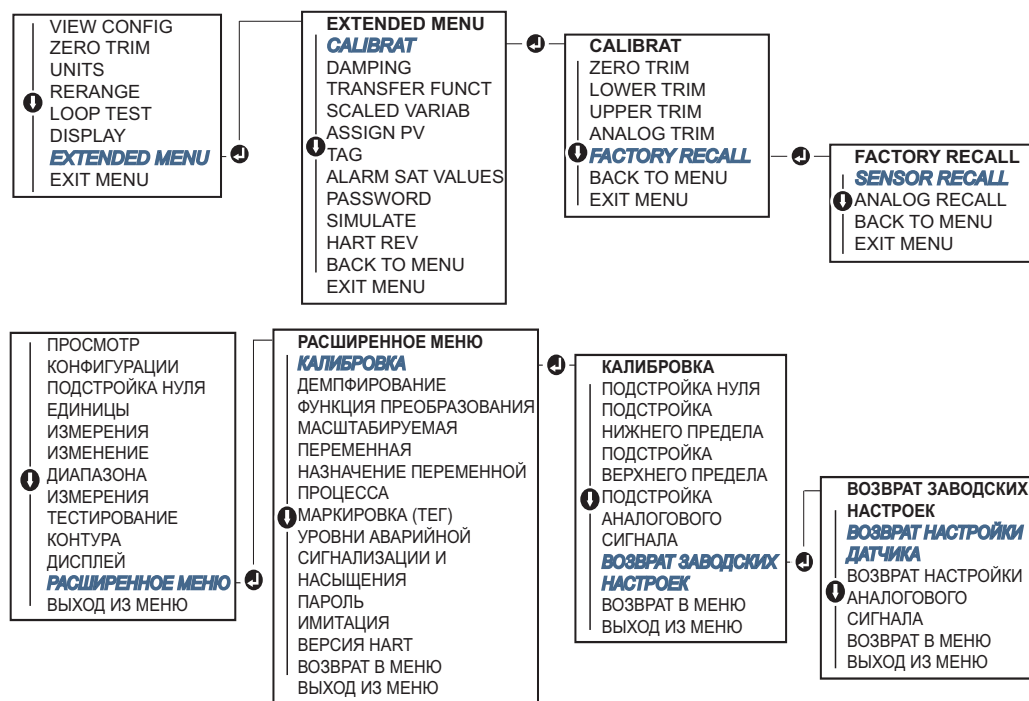 VIEW CONFIG
ZERO TRIM
UNITS
RERANGE
LOOP TEST
DISPLAY
EXTENDED MENU
EXIT MENU
EXTENDED MENU
CALIBRAT
DAMPING
TRANSFER FUNCT
SCALED VARIAB
ASSIGN PV
TAG
ALARM SAT VALUES
PASSWORD
SIMULATE
HART REV
BACK TO MENU
EXIT MENU
CALIBRAT
ZERO TRIM
LOWER TRIM
UPPER TRIM
ANALOG TRIM
FACTORY RECALL
BACK TO MENU
EXIT MENU
FACTORY RECALL
SENSOR RECALL
ANALOG RECALL
BACK TO MENU
EXIT MENU
ПРОСМОТР
КОНФИГУРАЦИИ
ПОДСТРОЙКА НУЛЯ
ЕДИНИЦЫ
ИЗМЕРЕНИЯ
ИЗМЕНЕНИЕ
ДИАПАЗОНА
ИЗМЕРЕНИЯ
ТЕСТИРОВАНИЕ
КОНТУРА
ДИСПЛЕЙ
РАСШИРЕННОЕ МЕНЮ
ВЫХОД ИЗ МЕНЮ
РАСШИРЕННОЕ МЕНЮ
КАЛИБРОВКА
ДЕМПФИРОВАНИЕ
ФУНКЦИЯ ПРЕОБРАЗОВАНИЯ
МАСШТАБИРУЕМАЯ
ПЕРЕМЕННАЯ
НАЗНАЧЕНИЕ ПЕРЕМЕННОЙ
ПРОЦЕССА
МАРКИРОВКА (ТЕГ)
УРОВНИ АВАРИЙНОЙ
СИГНАЛИЗАЦИИ И
НАСЫЩЕНИЯ
ПАРОЛЬ
ИМИТАЦИЯ
ВЕРСИЯ HART
ВОЗВРАТ В МЕНЮ
ВЫХОД ИЗ МЕНЮ
КАЛИБРОВКА
ПОДСТРОЙКА НУЛЯ
ПОДСТРОЙКА
НИЖНЕГО ПРЕДЕЛА
ПОДСТРОЙКА
ВЕРХНЕГО ПРЕДЕЛА
ПОДСТРОЙКА
АНАЛОГОВОГО
СИГНАЛА
ВОЗВРАТ ЗАВОДСКИХ
НАСТРОЕК
ВОЗВРАТ В МЕНЮ
ВЫХОД ИЗ МЕНЮ
ВОЗВРАТ ЗАВОДСКИХ
НАСТРОЕК
ВОЗВРАТ НАСТРОЙКИ
ДАТЧИКА
ВОЗВРАТ НАСТРОЙКИ
АНАЛОГОВОГО
СИГНАЛА
ВОЗВРАТ В МЕНЮ
ВЫХОД ИЗ МЕНЮ